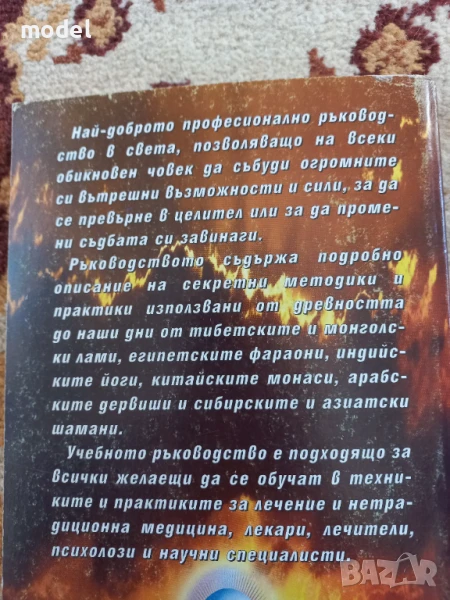 model
Най-доброто професионално ръковод-
ство в света, позволяващо на всеки
обикновен човек да събуди огромните
си вътрешни възможности и сили, за да
се превърне в целител или за да проме-
ни съдбата си завинаги.
Ръководството съдържа подробно
описание на секретни методики и
практики използвани от древността
до наши дни от тибетските и монголс-
ки лами, египетските фараони, индийс-
ките йоги, китайските монаси, арабс-
ките дервиши и сибирските и азиатски
шамани.
Учебното ръководство е подходящо за
всички желаещи да се обучат в техни-
ките и практиките за лечение и нетра-
диционна медицина, лекари, лечители,
психолози и научни специалисти.
BAZAR